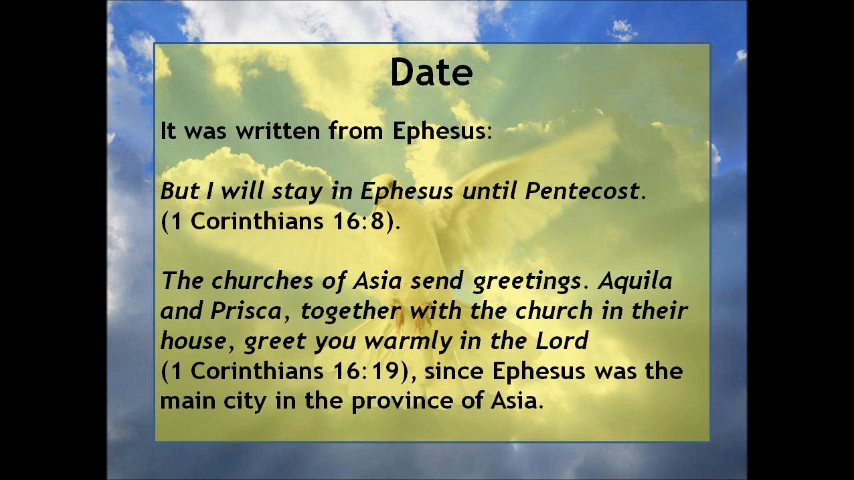 Date
It was written from Ephesus:
But I will stay in Ephesus until Pentecost.
(1 Corinthians 16:8).
The churches of Asia send greetings. Aquila
and Prisca, together with the church in their
house, greet you warmly in the Lord
(1 Corinthians 16:19), since Ephesus was the
main city in the province of Asia.